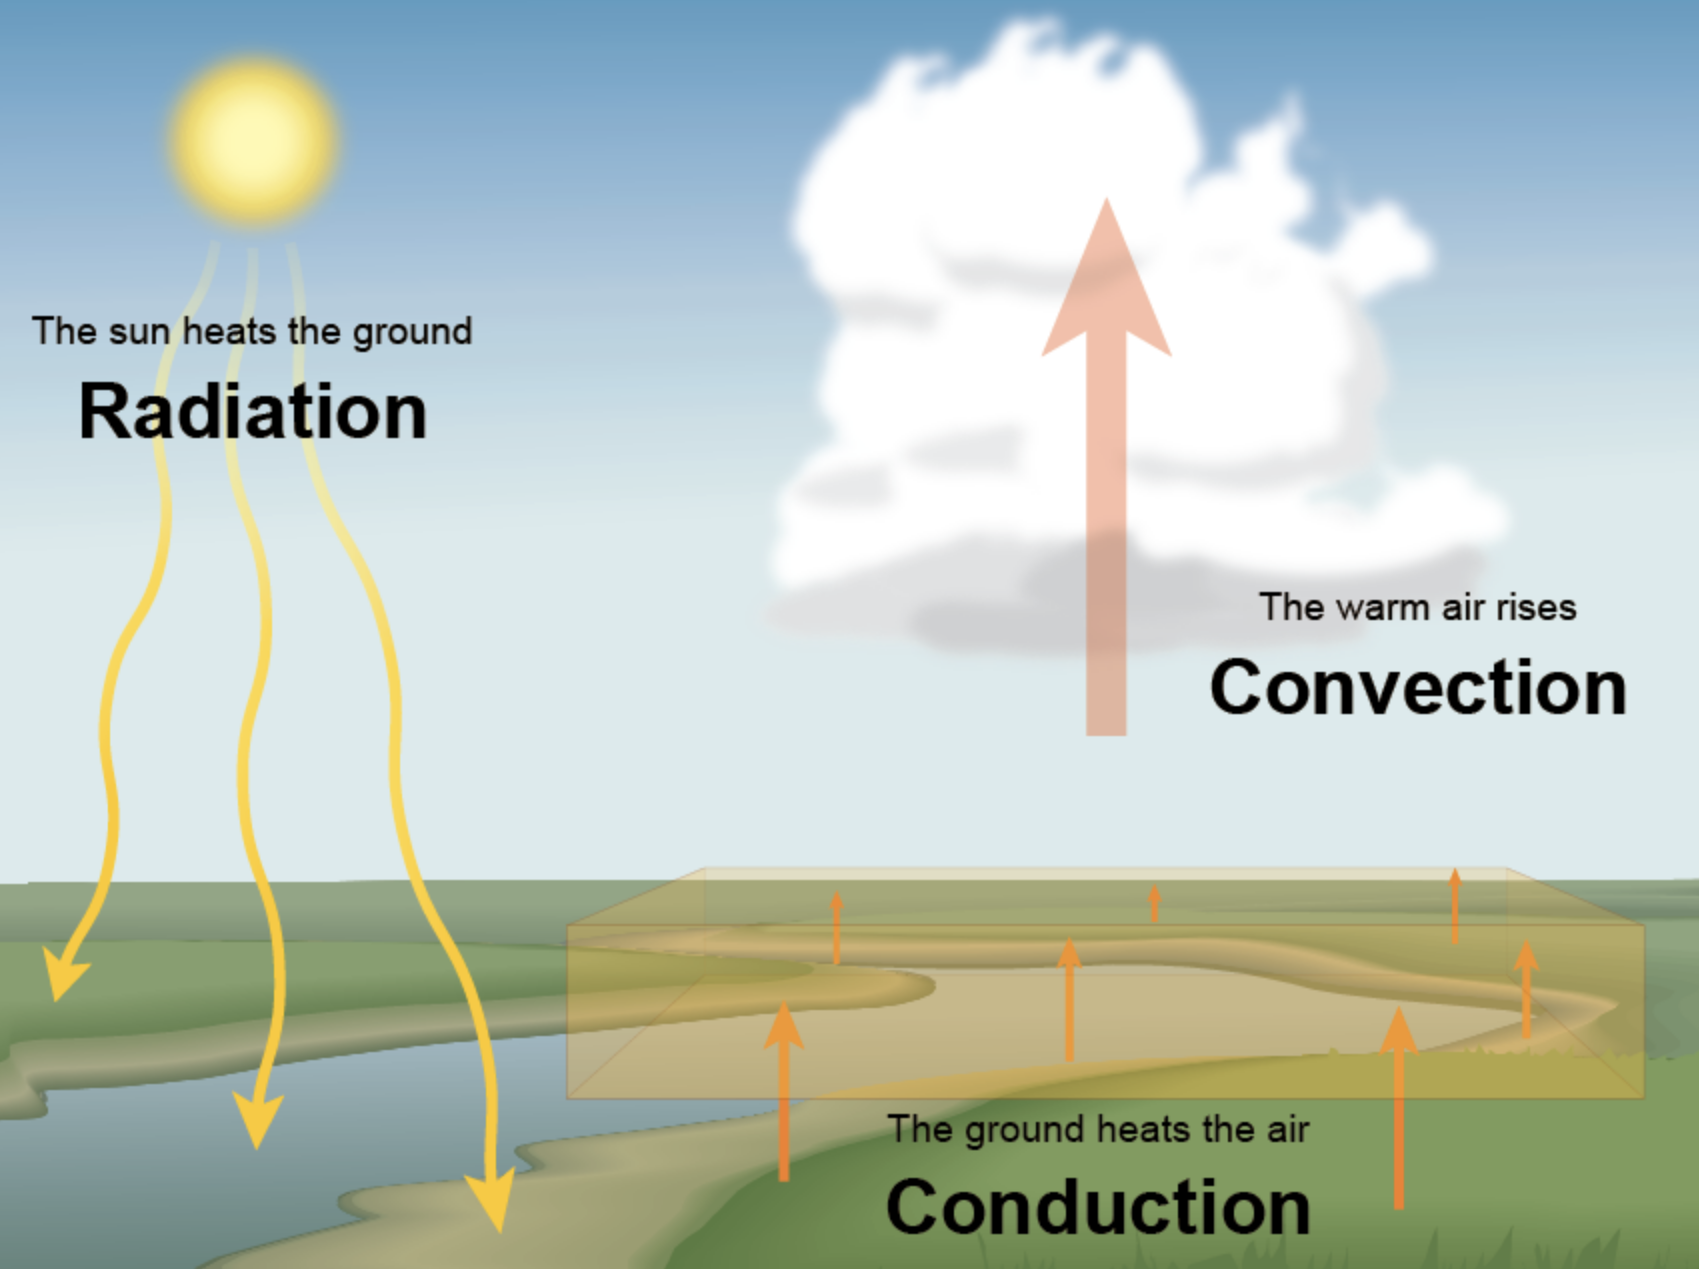 The sun heats the ground
Radiation
The warm air rises
Convection
The ground heats the air
Conduction